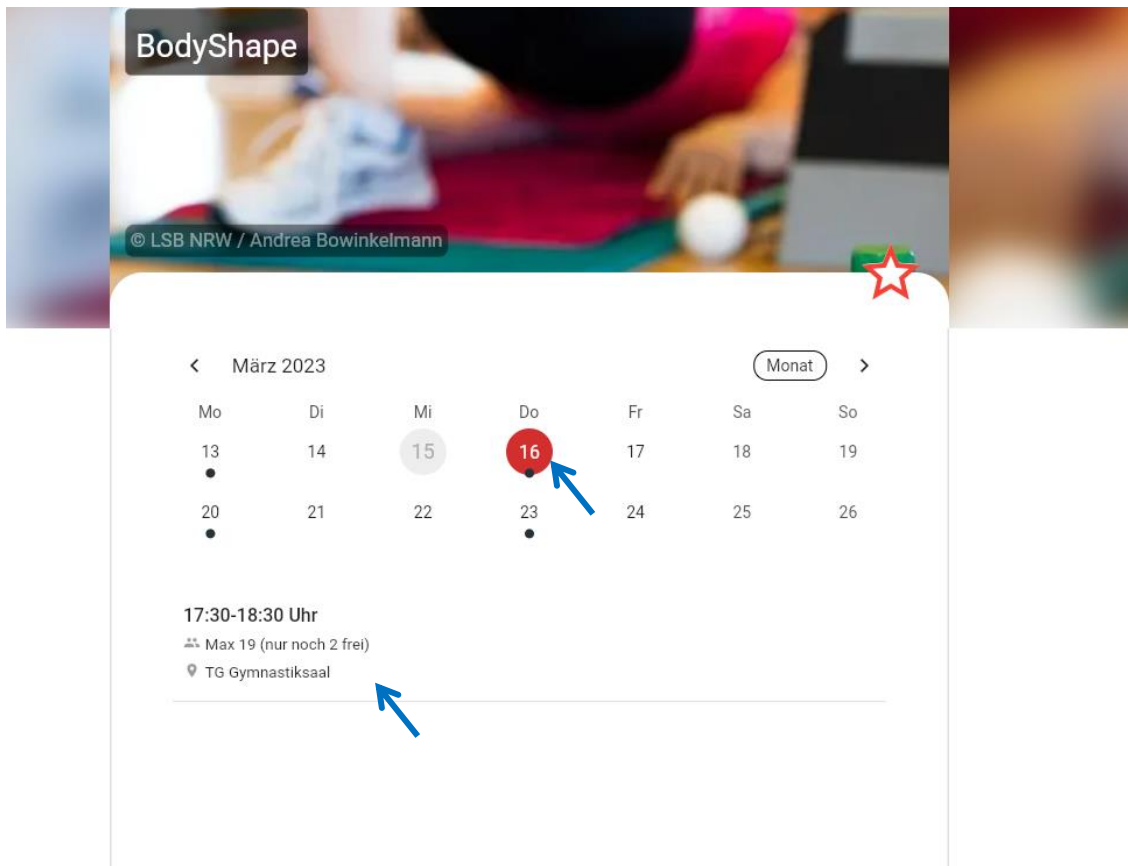 BodyShape
© LSB NRW / Andrea Bowinkelmann
März 2023
Monat
Mo Di Mi Do Fr Sa So
13 14 15 16 17 18 19
20 21 22 23 24 25 26
17:30-18:30 Uhr
Max 19 (nur noch 2 frei)
TG Gymnastiksaal